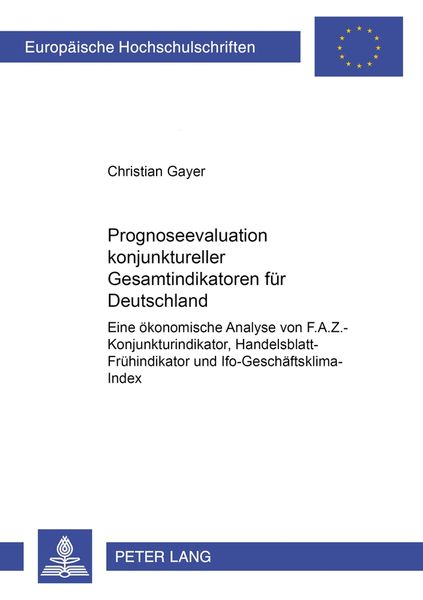 Europäische Hochschulschriften
Christian Gayer
Prognoseevaluation
konjunktureller
Gesamtindikatoren für
Deutschland
Eine ökonomische Analyse von F.A.Z.-
Konjunkturindikator, Handelsblatt-
Frühindikator und Ifo-Geschäftsklima-
Index
PETER LANG